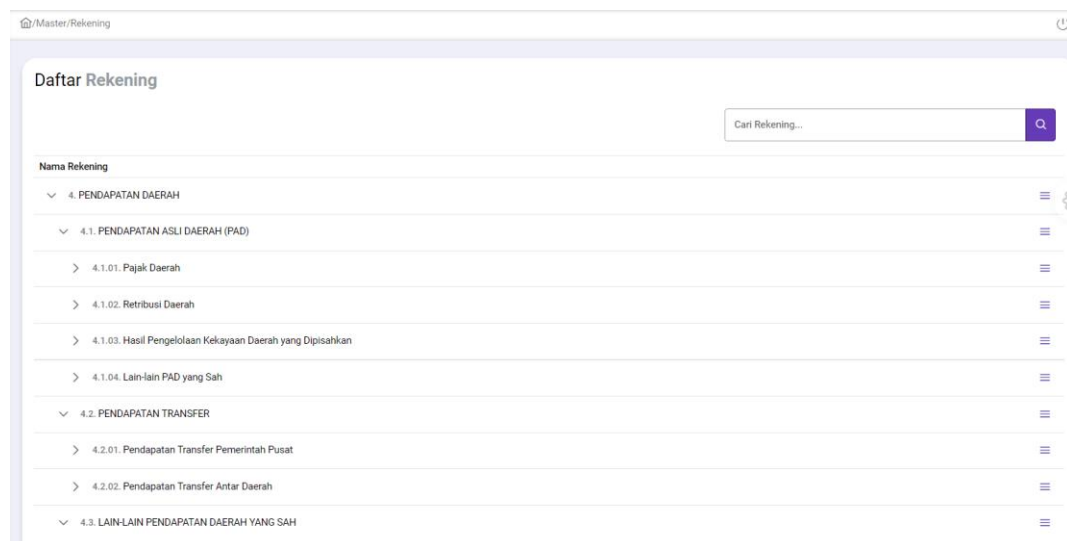 /Master/Rekening
Daftar Rekening
Cari Rekening...
Nama Rekening
4. PENDAPATAN DAERAH
4.1. PENDAPATAN ASLI DAERAH (PAD)
4.1.01. Pajak Daerah
4.1.02. Retribusi Daerah
4.1.03. Hasil Pengelolaan Kekayaan Daerah yang Dipisahkan
4.1.04. Lain-lain PAD yang Sah
4.2. PENDAPATAN TRANSFER
4.2.01. Pendapatan Transfer Pemerintah Pusat
4.2.02. Pendapatan Transfer Antar Daerah
4.3. LAIN-LAIN PENDAPATAN DAERAH YANG SAH